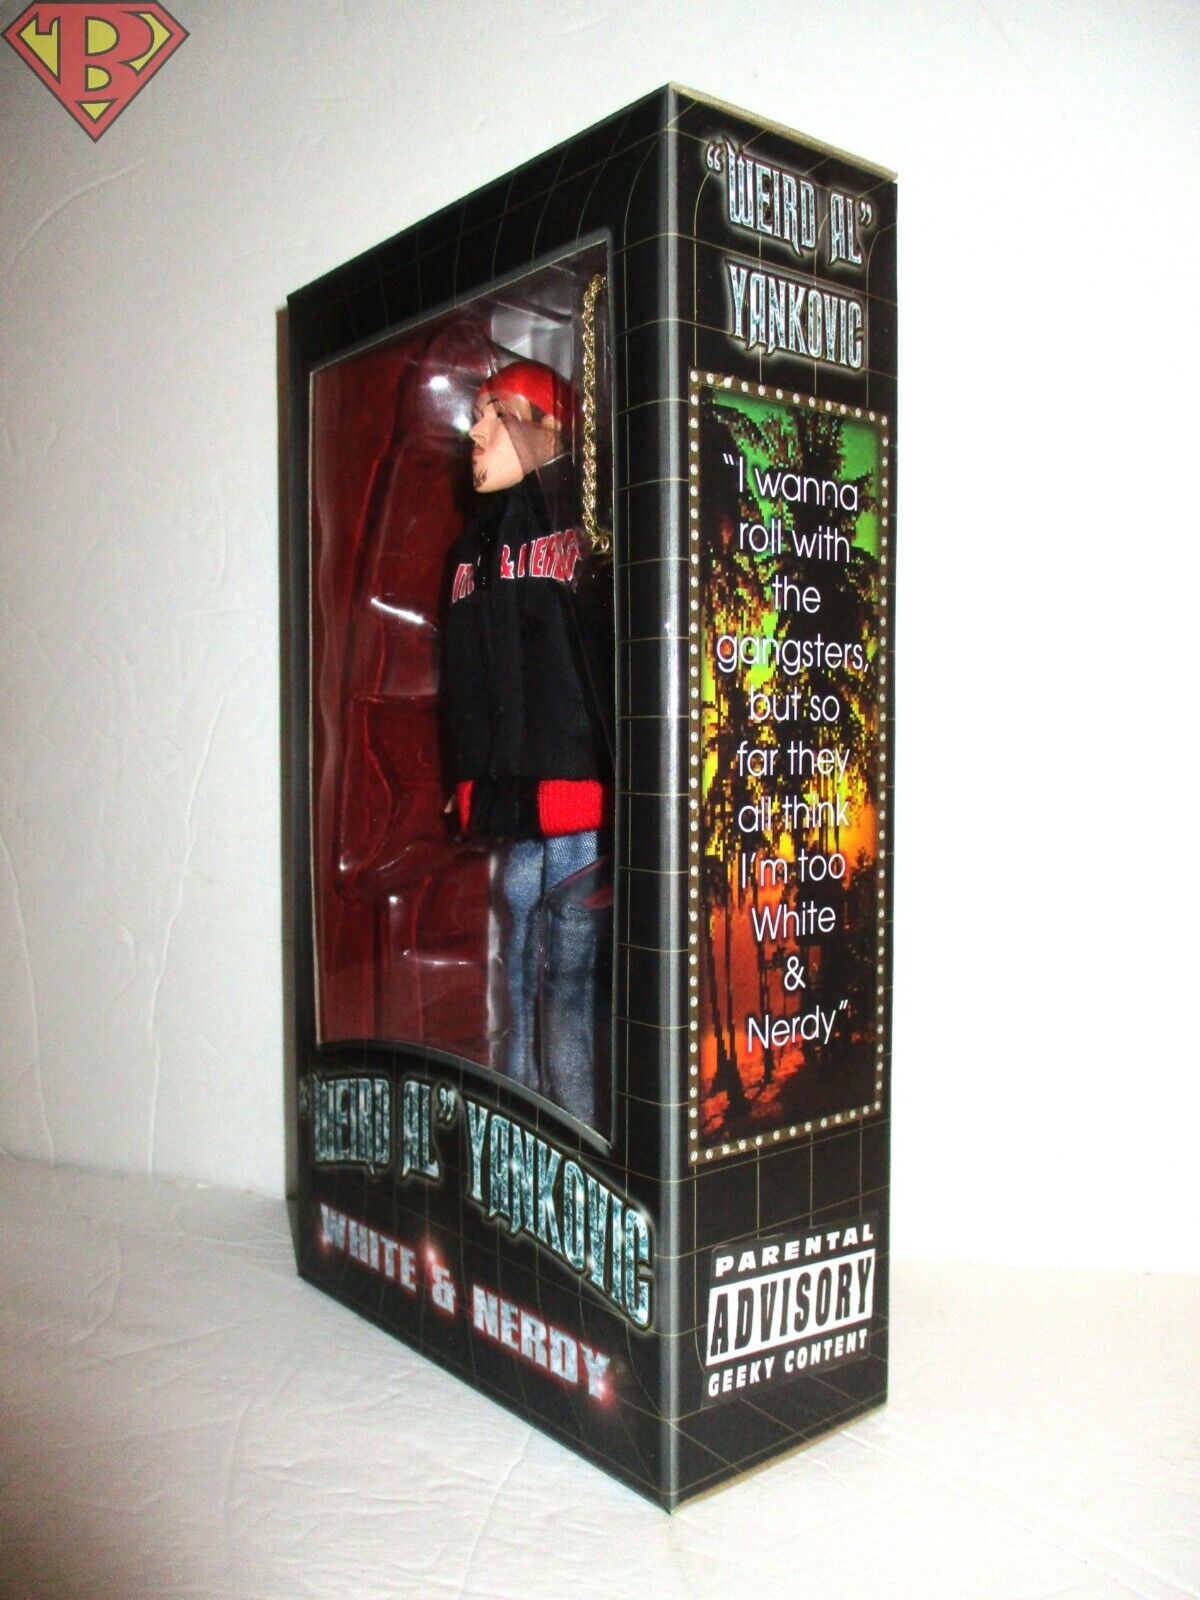 B
"WEIRD AL"
YANKOVIC
"I wanna
roll with
the
gangsters,
but so
far they
all think
I'm too
White
&
Nerdy"
PARENTAL
ADVISORY
GEEKY CONTENT
& NERDY
"WEIRD AL" YANKOVIC
WHITE & NERDY